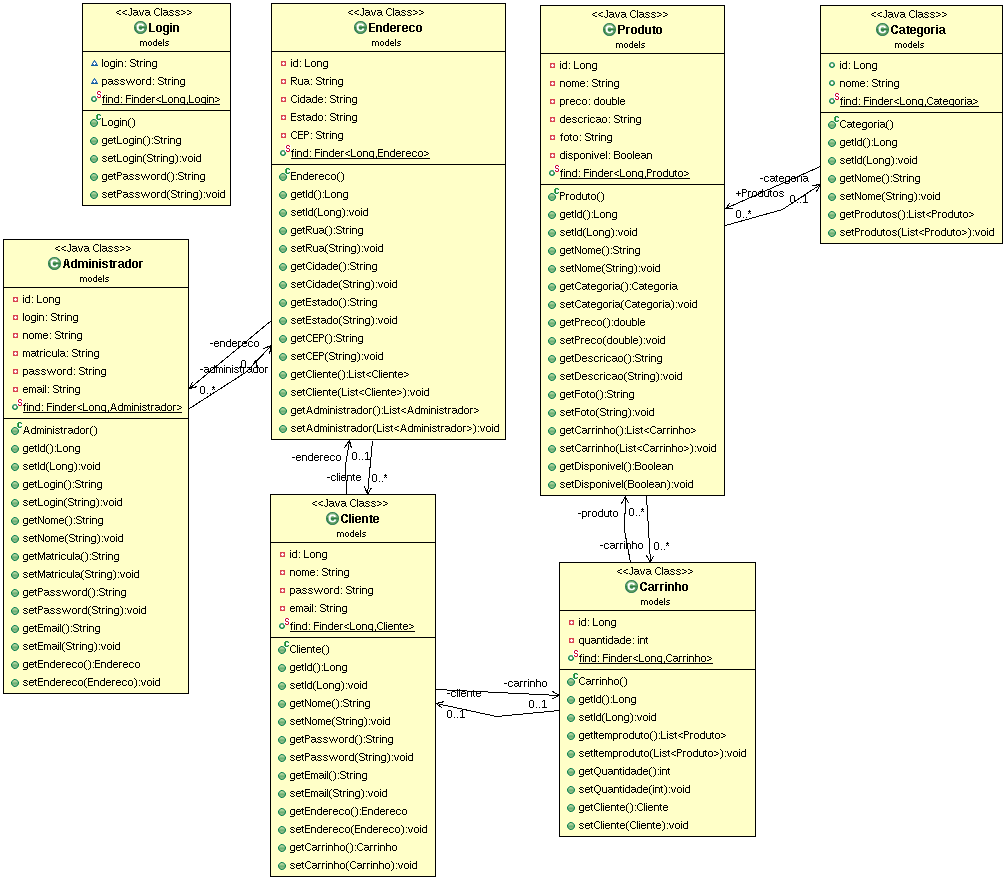 <<Java Class>>
Login
models
login: String
password: String
find: Finder<Long,Login>
Login()
getLogin():String
setLogin(String):void
getPassword():String
setPassword(String):void
<<Java Class>>
Endereco
models
id: Long
Rua: String
Cidade: String
Estado: String
CEP: String
find: Finder<Long,Endereco>
Endereco()
getId():Long
setId(Long):void
getRua():String
setRua(String):void
getCidade():String
setCidade(String):void
getEstado():String
setEstado(String):void
getCEP():String
setCEP(String):void
getCliente():List<Cliente>
setCliente(List<Cliente>):void
getAdministrador():List<Administrador>
setAdministrador(List<Administrador>):void
<<Java Class>>
Produto
models
id: Long
nome: String
preco: double
descricao: String
foto: String
disponivel: Boolean
find: Finder<Long,Produto>
Produto()
getId():Long
setId(Long):void
getNome():String
setNome(String):void
getCategoria():Categoria
setCategoria(Categoria):void
getPreco():double
setPreco(double):void
getDescricao():String
setDescricao(String):void
getFoto():String
setFoto(String):void
getCarrinho():List<Carrinho>
setCarrinho(List<Carrinho>):void
getDisponivel():Boolean
setDisponivel(Boolean):void
<<Java Class>>
Categoria
models
id: Long
nome: String
find: Finder<Long,Categoria>
Categoria()
getId():Long
setId(Long):void
getNome():String
setNome(String):void
getProdutos():List<Produto>
setProdutos(List<Produto>):void
-categoria
+Produtos
0..1
0..*
<<Java Class>>
Administrador
models
id: Long
login: String
nome: String
matricula: String
password: String
email: String
find: Finder<Long,Administrador>
Administrador()
getId():Long
setId(Long):void
getLogin():String
setLogin(String):void
getNome():String
setNome(String):void
getMatricula():String
setMatricula(String):void
getPassword():String
setPassword(String):void
getEmail():String
setEmail(String):void
getEndereco():Endereco
setEndereco(Endereco):void
-endereco
0..1
-administrador
0..*
-endereco
0..1
-cliente
0..*
<<Java Class>>
Cliente
models
id: Long
nome: String
password: String
email: String
find: Finder<Long,Cliente>
Cliente()
getId():Long
setId(Long):void
getNome():String
setNome(String):void
getPassword():String
setPassword(String):void
getEmail():String
setEmail(String):void
getEndereco():Endereco
setEndereco(Endereco):void
getCarrinho():Carrinho
setCarrinho(Carrinho):void
-produto
0..*
-carrinho
0..*
-carrinho
-cliente
0..1
0..1
<<Java Class>>
Carrinho
models
id: Long
quantidade: int
find: Finder<Long,Carrinho>
Carrinho()
getId():Long
setId(Long):void
getItemproduto():List<Produto>
setItemproduto(List<Produto>):void
getQuantidade():int
setQuantidade(int):void
getCliente():Cliente
setCliente(Cliente):void